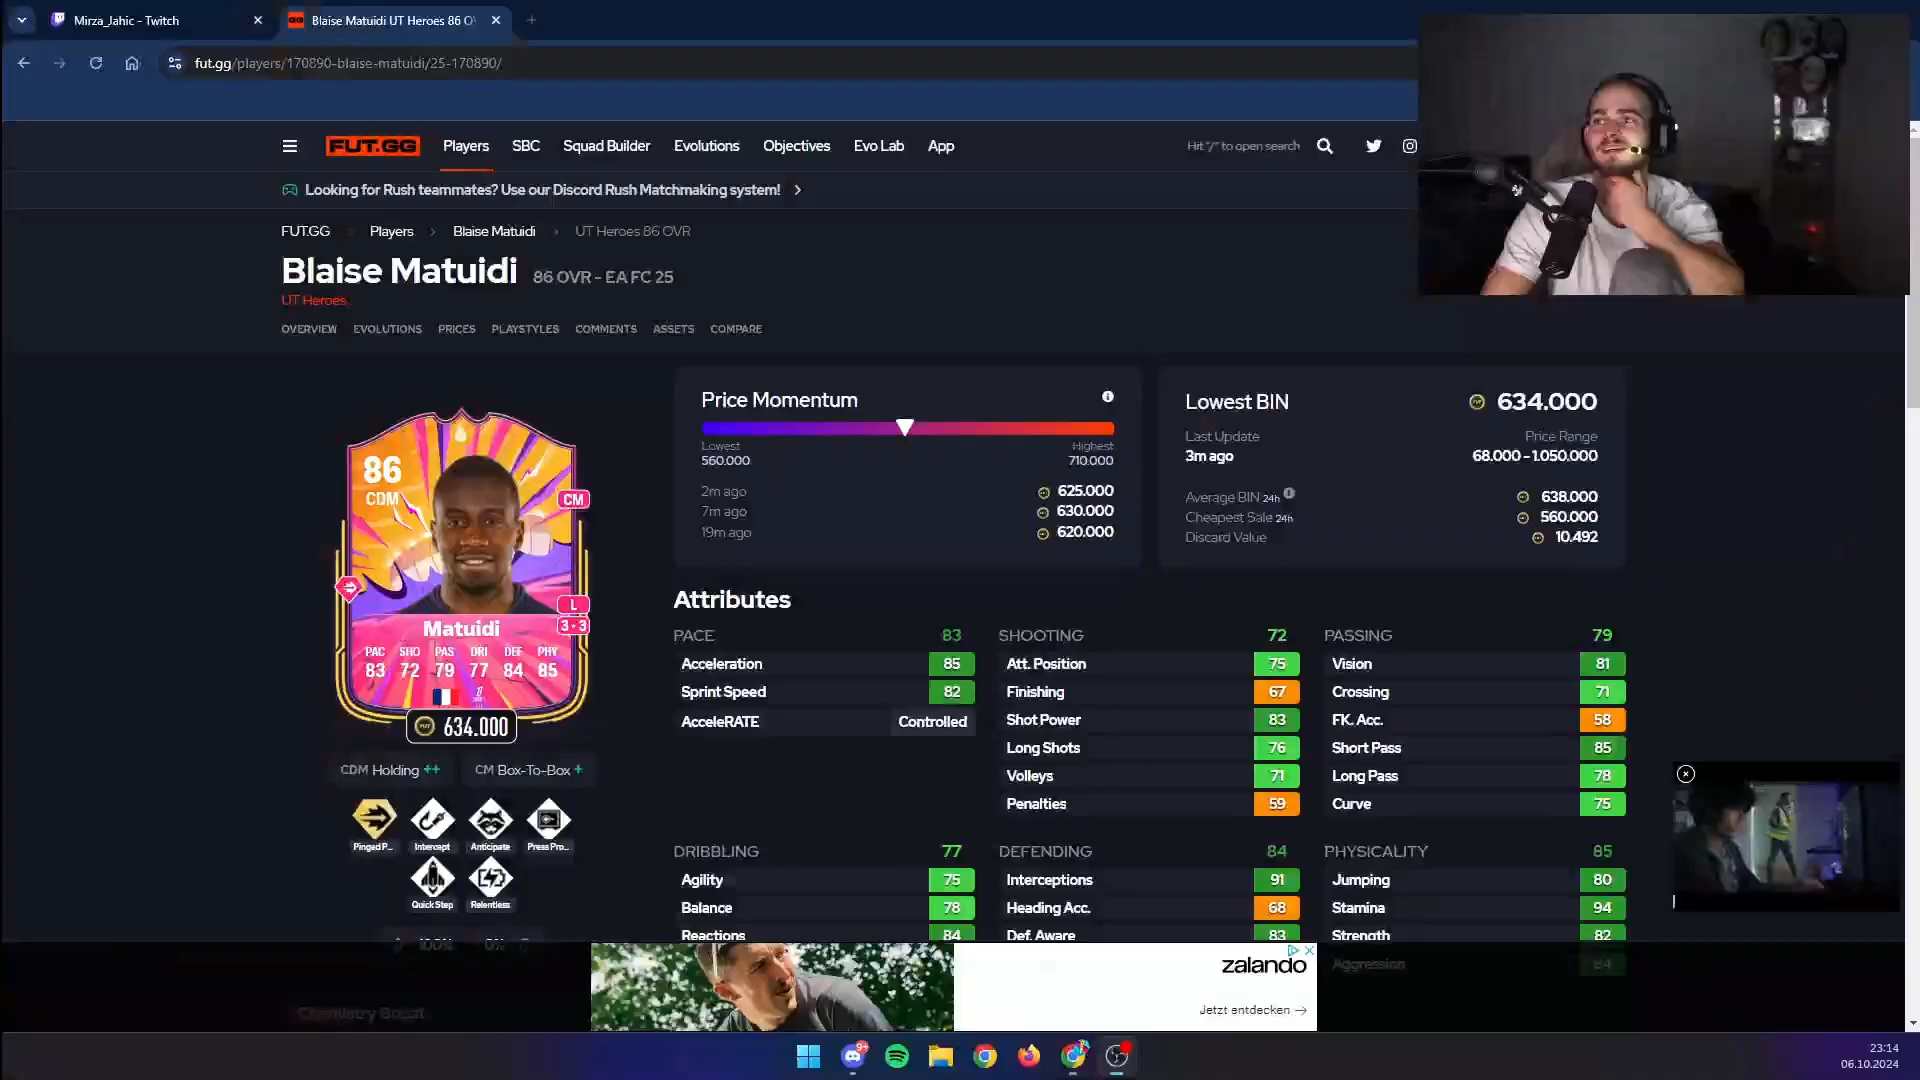 Mirza_Jahic - Twitch
Blaise Matuidi UT Heroes 86 O
fut.gg/players/170890-blaise-matuidi/25-170890/
FUT.GG
Players
SBC
Squad Builder
Evolutions
Objectives
Evo Lab
App
Hit "/" to open search
Looking for Rush teammates? Use our Discord Rush Matchmaking system!
FUT.GG
Players
Blaise Matuidi
UT Heroes 86 OVR
Blaise Matuidi 86 OVR - EA FC 25
UT Heroes
OVERVIEW
EVOLUTIONS
PRICES
PLAYSTYLES
COMMENTS
ASSETS
COMPARE
86
CDM
CM
L
3 - 3
Matuidi
PAC SHO PAS DRI DEF PHY
83 72 79 77 84 85
634.000
CDM Holding ++
CM Box-To-Box +
Pinged P...
Intercept
Anticipate
Press Pro...
Quick Step
Relentless
100%
0%
Chemistry Boost
Price Momentum
Lowest
560.000
Highest
710.000
2m ago 625.000
7m ago 630.000
19m ago 620.000
Lowest BIN 634.000
Last Update
3m ago
Price Range
68.000 - 1.050.000
Average BIN 24h 638.000
Cheapest Sale 24h 560.000
Discard Value 10.492
Attributes
PACE 83
Acceleration 85
Sprint Speed 82
AcceleRATE Controlled
SHOOTING 72
Att. Position 75
Finishing 67
Shot Power 83
Long Shots 76
Volleys 71
Penalties 59
PASSING 79
Vision 81
Crossing 71
FK. Acc. 58
Short Pass 85
Long Pass 78
Curve 75
DRIBBLING 77
Agility 75
Balance 78
Reactions 84
DEFENDING 84
Interceptions 91
Heading Acc. 68
Def. Aware 83
PHYSICALITY 85
Jumping 80
Stamina 94
Strength 82
Aggression 84
zalando
Jetzt entdecken →
9+
23:14
06.10.2024